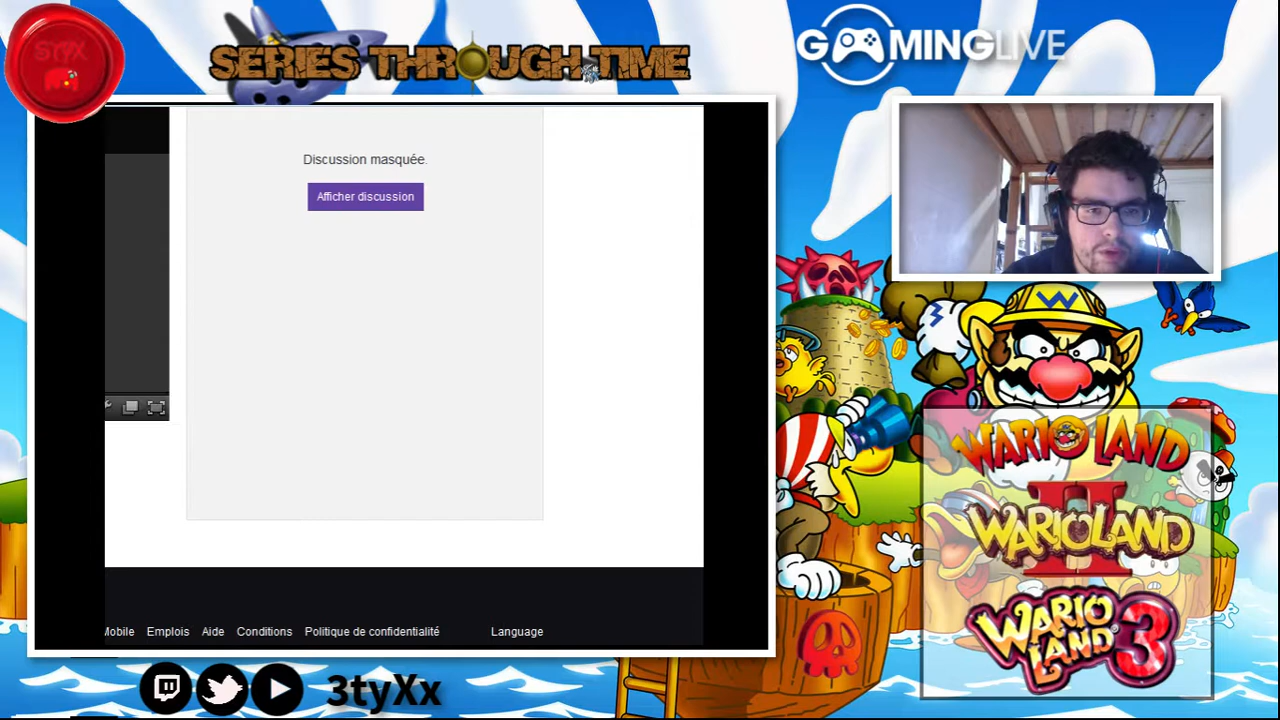 STYX
SERIES THROUGH TIME
GAMINGLIVE
Discussion masquée.
Afficher discussion
W
WARIO LAND
II
WARIOLAND
WARIO
LAND 3
Mobile Emplois Aide Conditions Politique de confidentialité Language
3tyXx